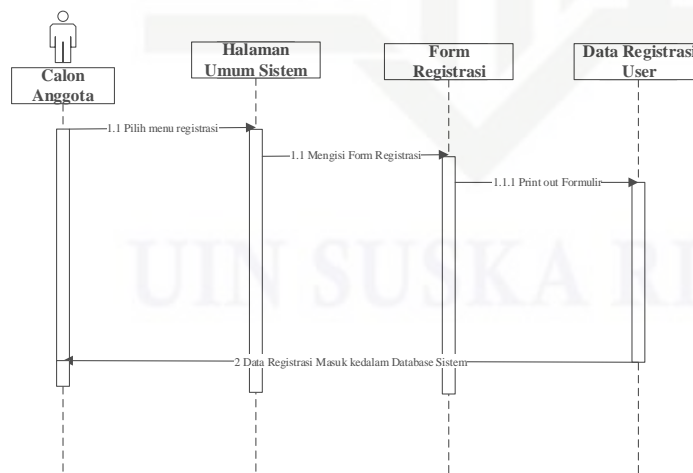 Calon
Anggota
Halaman
Umum Sistem
Form
Registrasi
Data Registrasi
User
1.1 Pilih menu registrasi
1.1 Mengisi Form Registrasi
1.1.1 Print out Formulir
UIN SUSKA RI
2 Data Registrasi Masuk kedalam Database Sistem